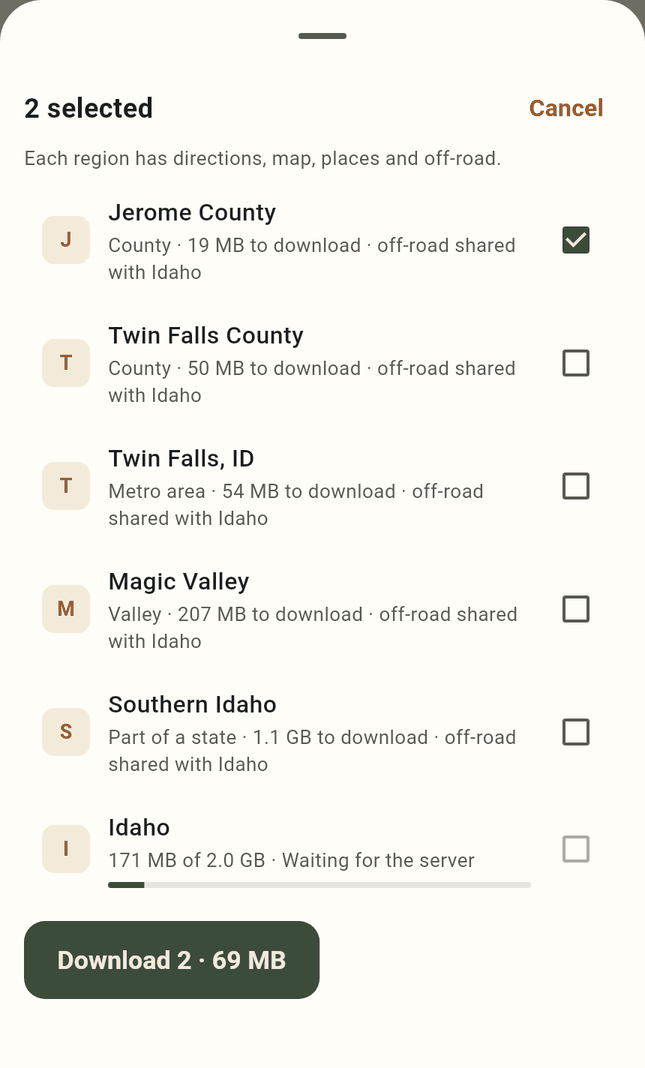 2 selected
Cancel
Each region has directions, map, places and off-road.
J
Jerome County
County · 19 MB to download · off-road shared
with Idaho
T
Twin Falls County
County · 50 MB to download · off-road shared
with Idaho
T
Twin Falls, ID
Metro area · 54 MB to download · off-road
shared with Idaho
M
Magic Valley
Valley · 207 MB to download · off-road shared
with Idaho
S
Southern Idaho
Part of a state · 1.1 GB to download · off-road
shared with Idaho
I
Idaho
171 MB of 2.0 GB · Waiting for the server
Download 2 · 69 MB